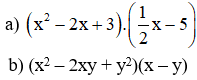 a) (x² – 2x + 3).(1/2x – 5)
b) (x² – 2xy + y²)(x – y)